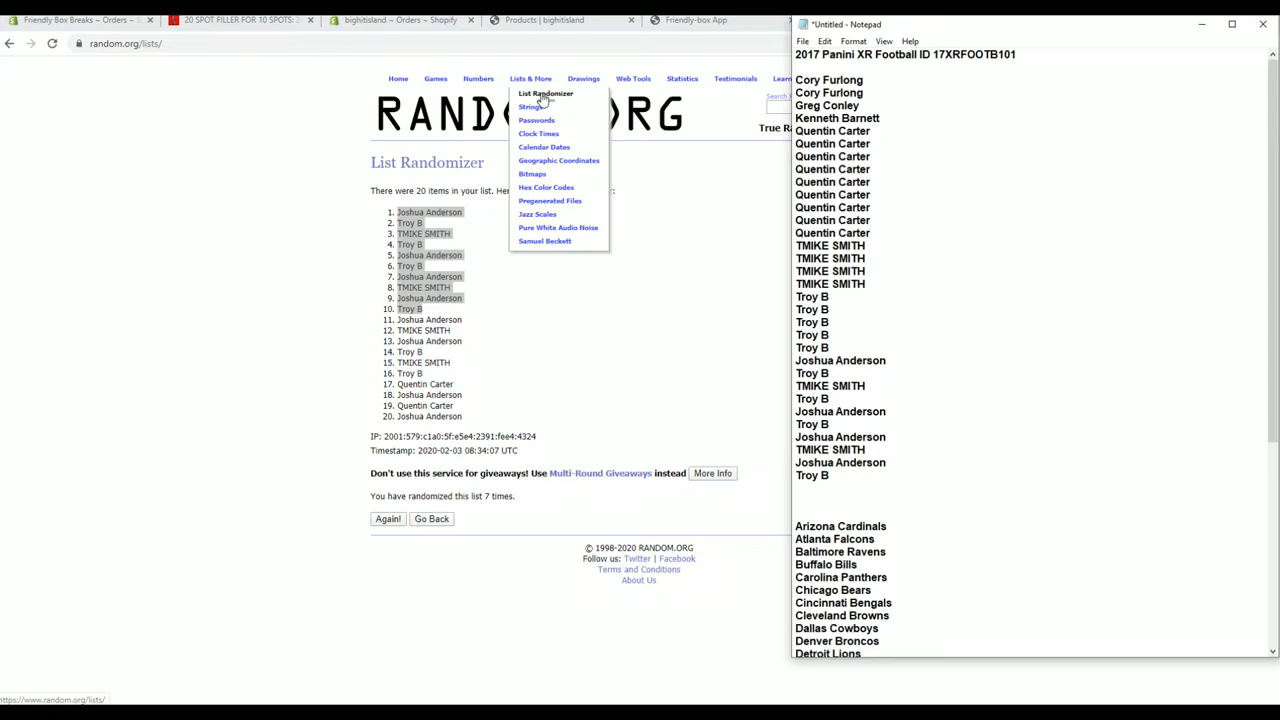 Friendly Box Breaks ~ Orders ~ S
20 SPOT FILLER FOR 10 SPOTS: 2
bighitisland ~ Orders ~ Shopify
Products | bighitisland
Friendly-box App
random.org/lists/
Home Games Numbers Lists & More Drawings Web Tools Statistics Testimonials Learn
Search
True Ra
List Randomizer
Strings
Passwords
Clock Times
Calendar Dates
Geographic Coordinates
Bitmaps
Hex Color Codes
Pregenerated Files
Jazz Scales
Pure White Audio Noise
Samuel Beckett
List Randomizer
There were 20 items in your list. Her
1. Joshua Anderson
2. Troy B
3. TMIKE SMITH
4. Troy B
5. Joshua Anderson
6. Troy B
7. Joshua Anderson
8. TMIKE SMITH
9. Joshua Anderson
10. Troy B
11. Joshua Anderson
12. TMIKE SMITH
13. Joshua Anderson
14. Troy B
15. TMIKE SMITH
16. Troy B
17. Quentin Carter
18. Joshua Anderson
19. Quentin Carter
20. Joshua Anderson
IP: 2001:579:c1a0:5f:e5e4:2391:fee4:4324
Timestamp: 2020-02-03 08:34:07 UTC
Don't use this service for giveaways! Use Multi-Round Giveaways instead More Info
You have randomized this list 7 times.
Again! Go Back
© 1998-2020 RANDOM.ORG
Follow us: Twitter | Facebook
Terms and Conditions
About Us
https://www.random.org/lists/
*Untitled - Notepad
File Edit Format View Help
2017 Panini XR Football ID 17XRFOOTB101
Cory Furlong
Cory Furlong
Greg Conley
Kenneth Barnett
Quentin Carter
Quentin Carter
Quentin Carter
Quentin Carter
Quentin Carter
Quentin Carter
Quentin Carter
Quentin Carter
Quentin Carter
TMIKE SMITH
TMIKE SMITH
TMIKE SMITH
TMIKE SMITH
Troy B
Troy B
Troy B
Troy B
Troy B
Joshua Anderson
Troy B
TMIKE SMITH
Troy B
Joshua Anderson
Troy B
Joshua Anderson
TMIKE SMITH
Joshua Anderson
Troy B
Arizona Cardinals
Atlanta Falcons
Baltimore Ravens
Buffalo Bills
Carolina Panthers
Chicago Bears
Cincinnati Bengals
Cleveland Browns
Dallas Cowboys
Denver Broncos
Detroit Lions